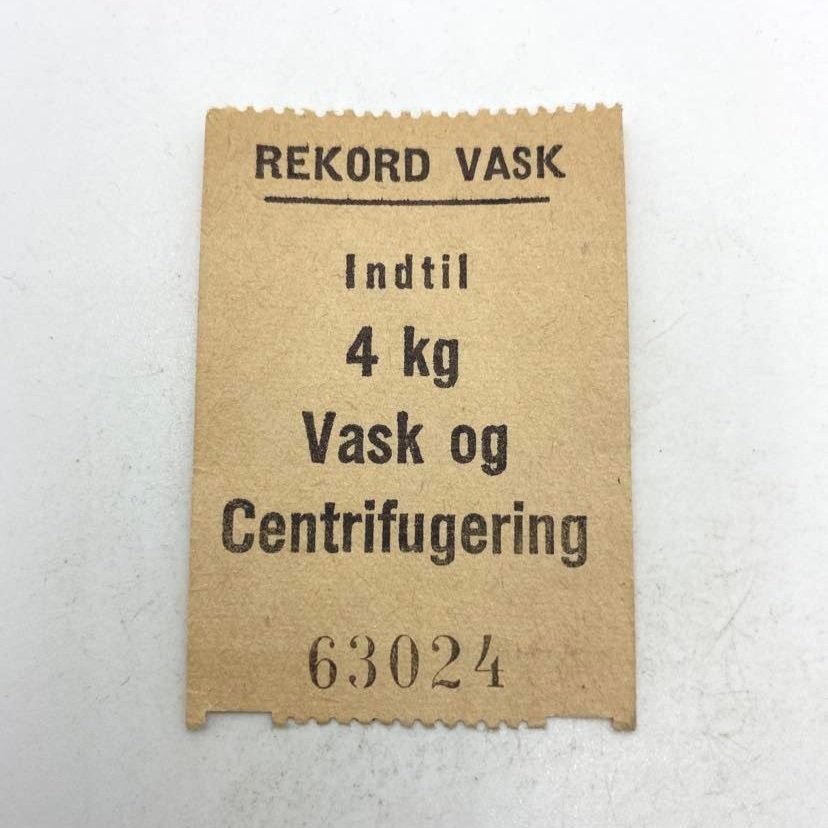 REKORD VASK
Indtil
4 kg
Vask og
Centrifugering
63024